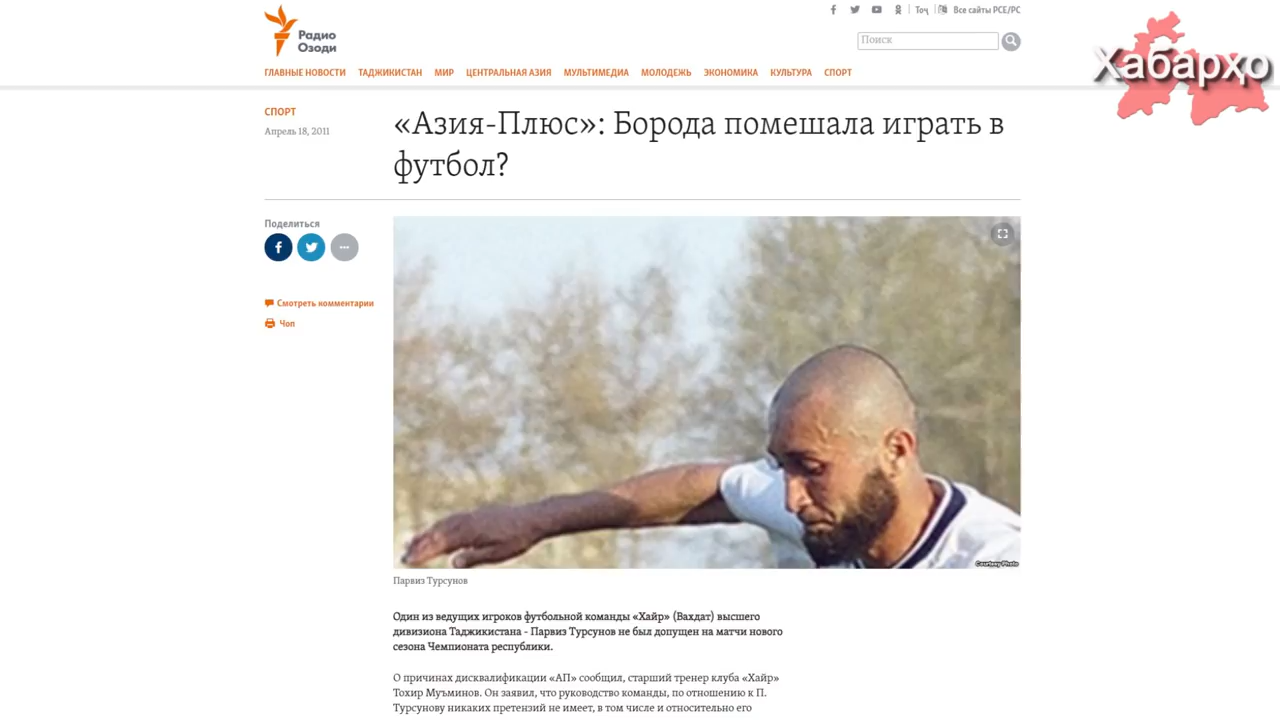 Радио
Озоди
Тоҷ
Все сайты РСЕ/РС
Поиск
Хабарҳо
ГЛАВНЫЕ НОВОСТИ ТАДЖИКИСТАН МИР ЦЕНТРАЛЬНАЯ АЗИЯ МУЛЬТИМЕДИА МОЛОДЕЖЬ ЭКОНОМИКА КУЛЬТУРА СПОРТ
СПОРТ
Апрель 18, 2011
«Азия-Плюс»: Борода помешала играть в
футбол?
Поделиться
Смотреть комментарии
Чоп
Courtesy Photo
Парвиз Турсунов
Один из ведущих игроков футбольной команды «Хайр» (Вахдат) высшего
дивизиона Таджикистана - Парвиз Турсунов не был допущен на матчи нового
сезона Чемпионата республики.
О причинах дисквалификации «АП» сообщил, старший тренер клуба «Хайр»
Тохир Муъминов. Он заявил, что руководство команды, по отношению к П.
Турсунову никаких претензий не имеет, в том числе и относительно его